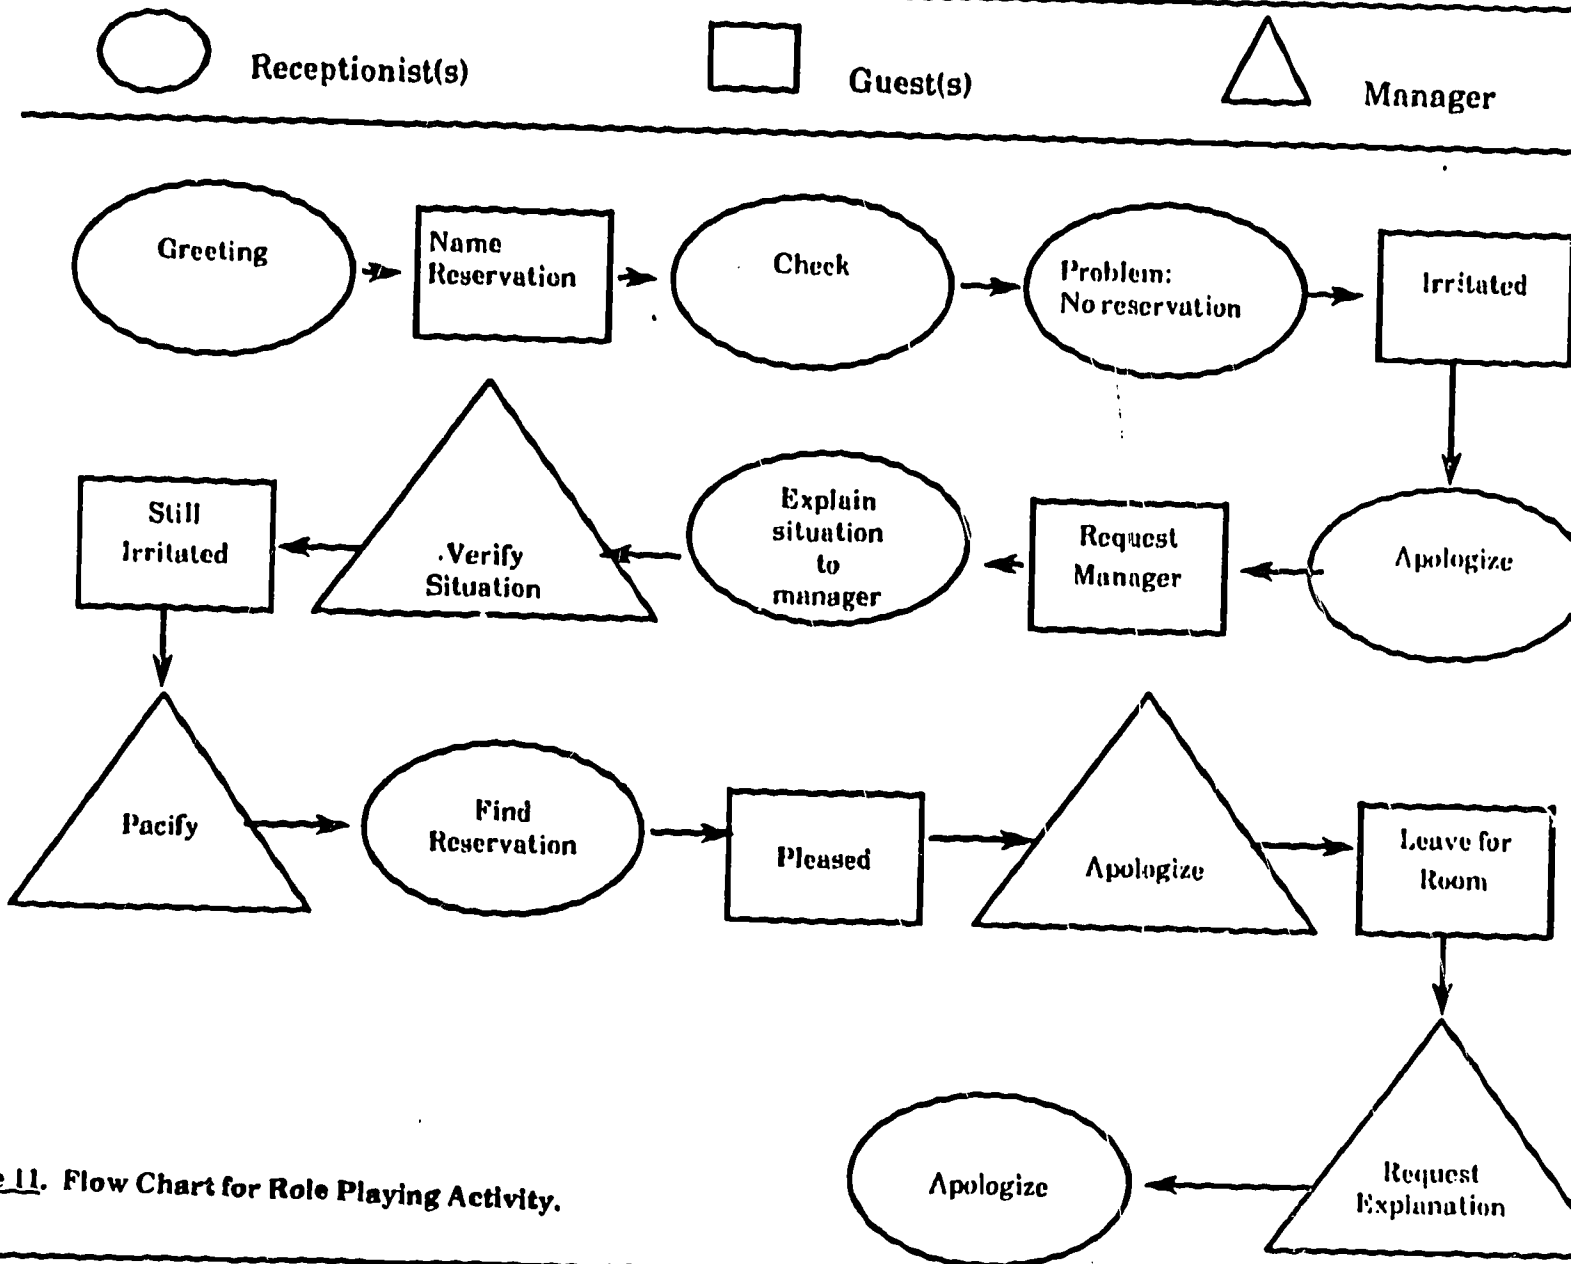 Receptionist(s)
Guest(s)
Manager
Greeting
Name
Reservation
Check
Problem:
No reservation
Irritated
Apologize
Request
Manager
Explain
situation
to
manager
Verify
Situation
Still
Irritated
Pacify
Find
Reservation
Pleased
Apologize
Leave for
Room
Request
Explanation
Apologize
e 11. Flow Chart for Role Playing Activity.